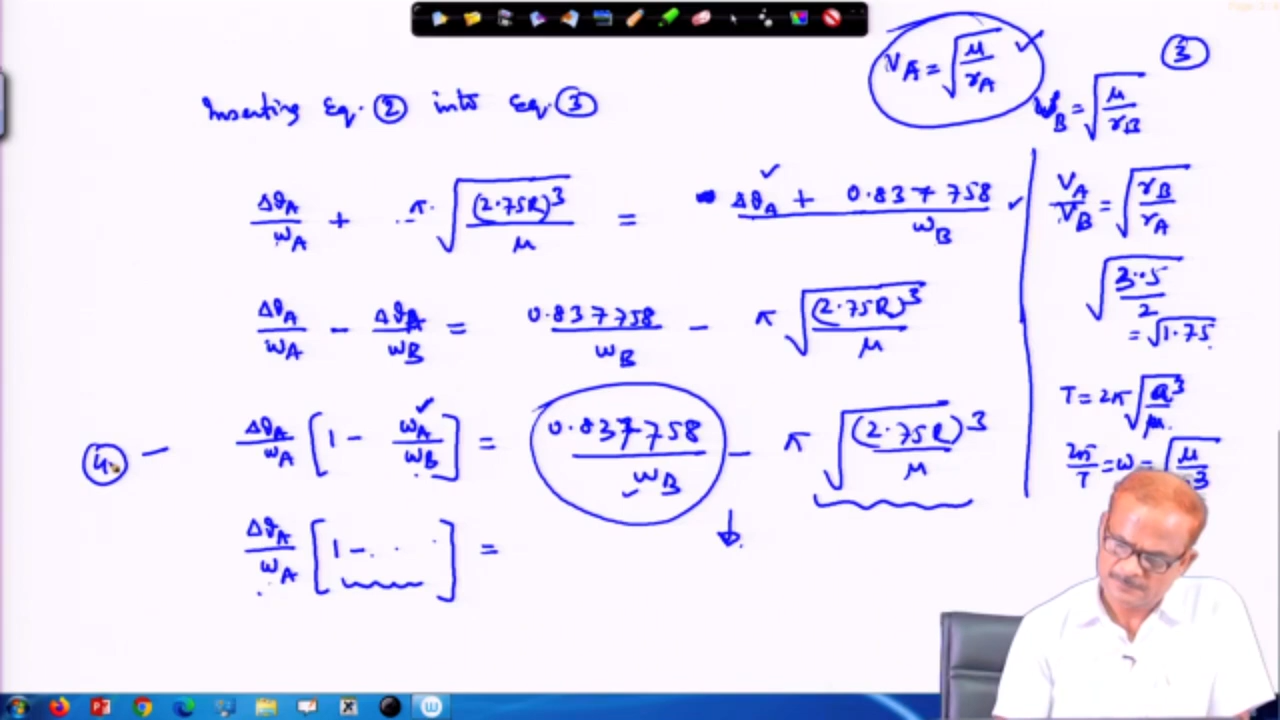 V_A = √(μ/r_A) ✓
③
Inserting Eq. ② into Eq. ③
V_B = √(μ/r_B)
Δθ_A/ω_A + π √((2.75R)³/μ) = (Δθ_A + 0.837758)/ω_B ✓
V_A/V_B = √(r_B/r_A)
√(3.5/2)
= √1.75
Δθ_A/ω_A - Δθ_A/ω_B = 0.837758/ω_B - π √((2.75R)³/μ)
T = 2π √(a³/μ)
④ - Δθ_A/ω_A [1 - ω_A/ω_B] = 0.837758/ω_B - π √((2.75R)³/μ)
2π/T = ω = √(μ/ 3)
Δθ_A/ω_A [1 - . . .] =